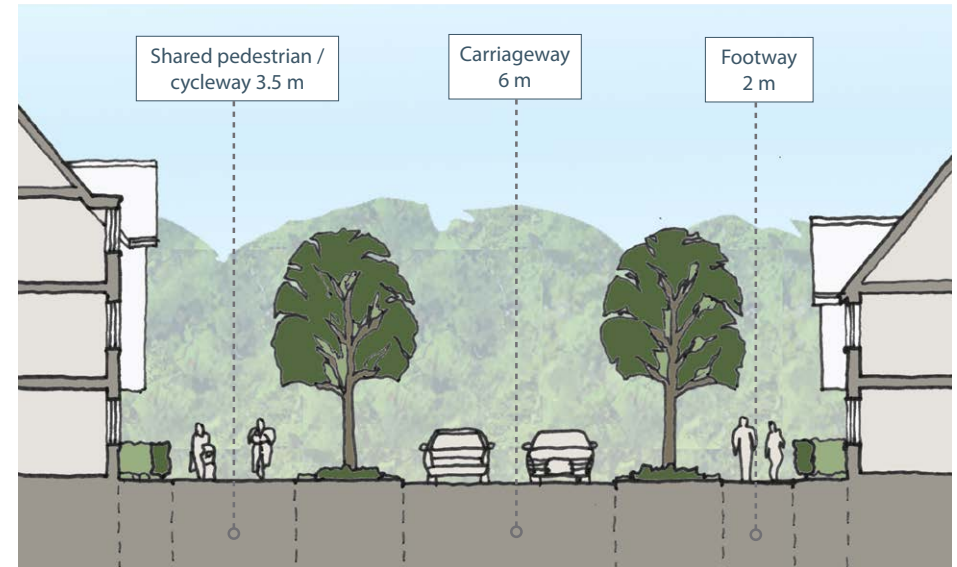 Shared pedestrian /
cycleway 3.5 m
Carriageway
6 m
Footway
2 m